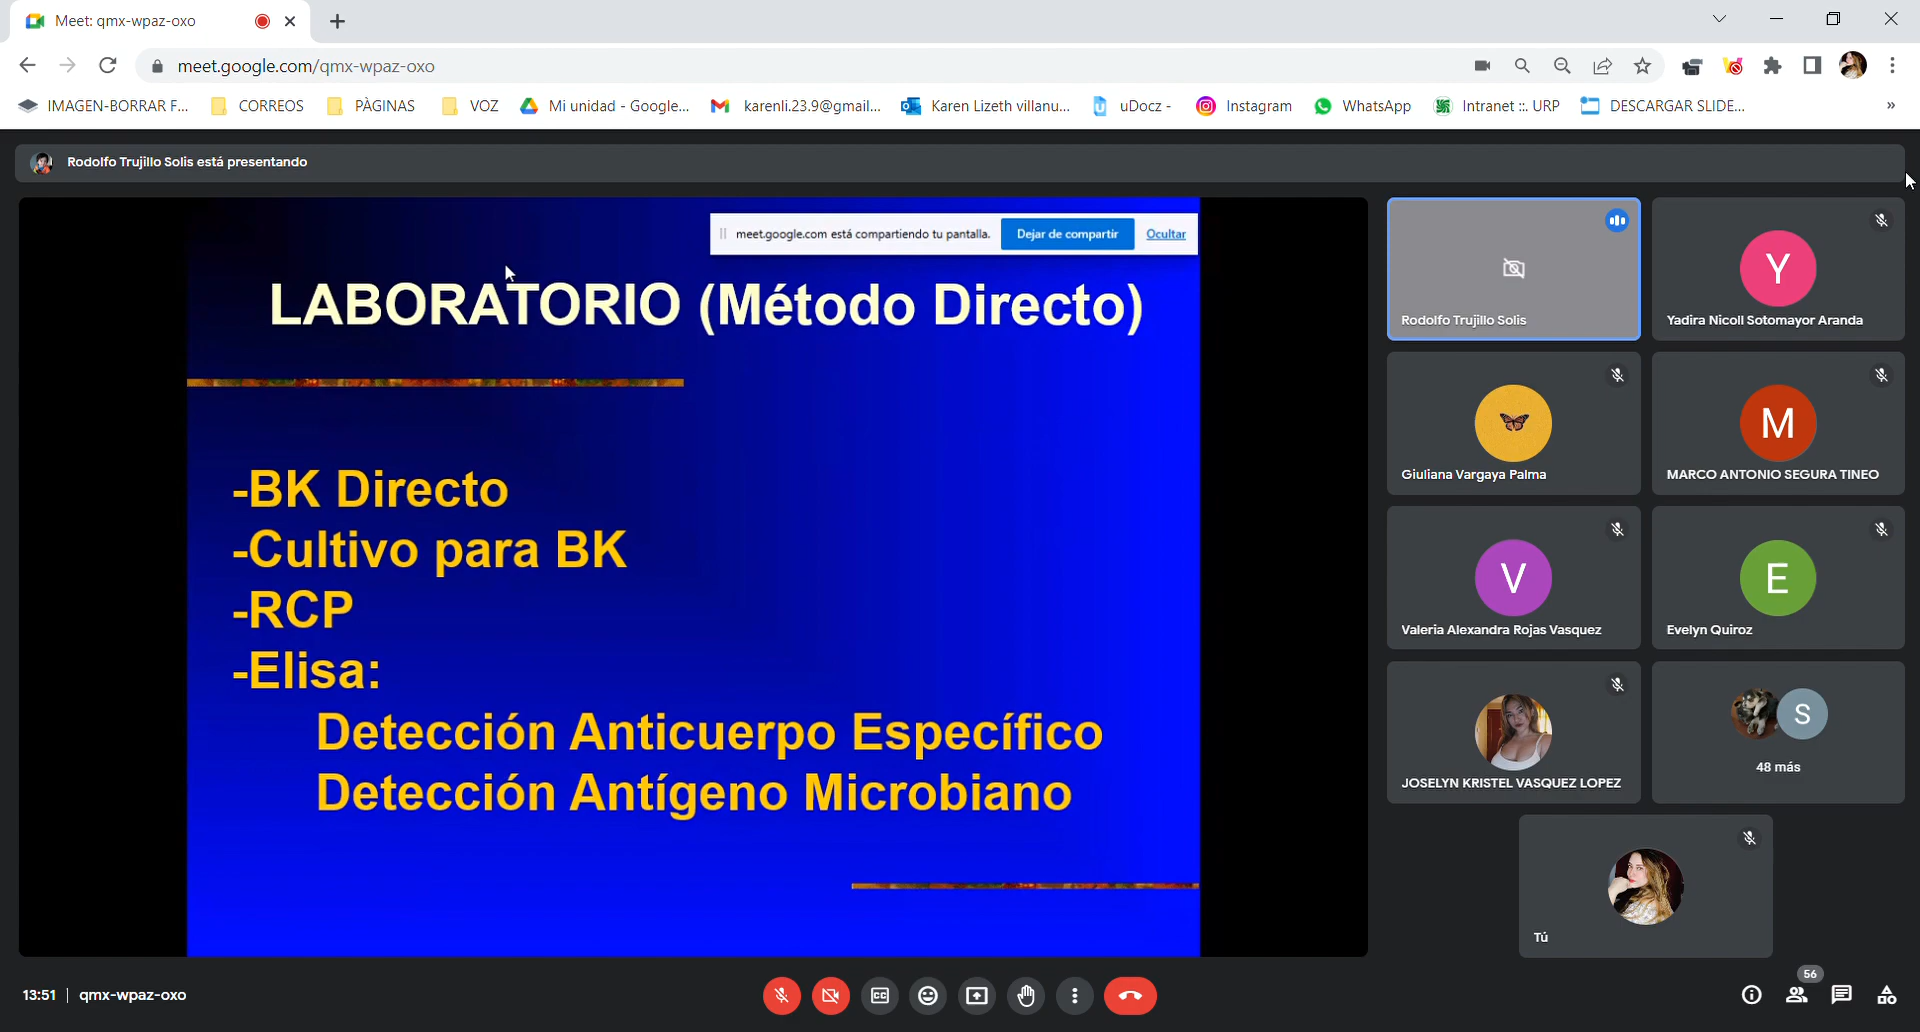 Meet: qmx-wpaz-oxo
meet.google.com/qmx-wpaz-oxo
IMAGEN-BORRAR F... CORREOS PÀGINAS VOZ Mi unidad - Google... karenli.23.9@gmail... Karen Lizeth villanu... uDocz - Instagram WhatsApp Intranet ::. URP DESCARGAR SLIDE... »
Rodolfo Trujillo Solis está presentando
meet.google.com está compartiendo tu pantalla. Dejar de compartir Ocultar
LABORATORIO (Método Directo)
-BK Directo
-Cultivo para BK
-RCP
-Elisa:
Detección Anticuerpo Específico
Detección Antígeno Microbiano
Rodolfo Trujillo Solis
Y
Yadira Nicoll Sotomayor Aranda
Giuliana Vargaya Palma
M
MARCO ANTONIO SEGURA TINEO
V
Valeria Alexandra Rojas Vasquez
E
Evelyn Quiroz
JOSELYN KRISTEL VASQUEZ LOPEZ
S
48 más
Tú
13:51 | qmx-wpaz-oxo
CC
56